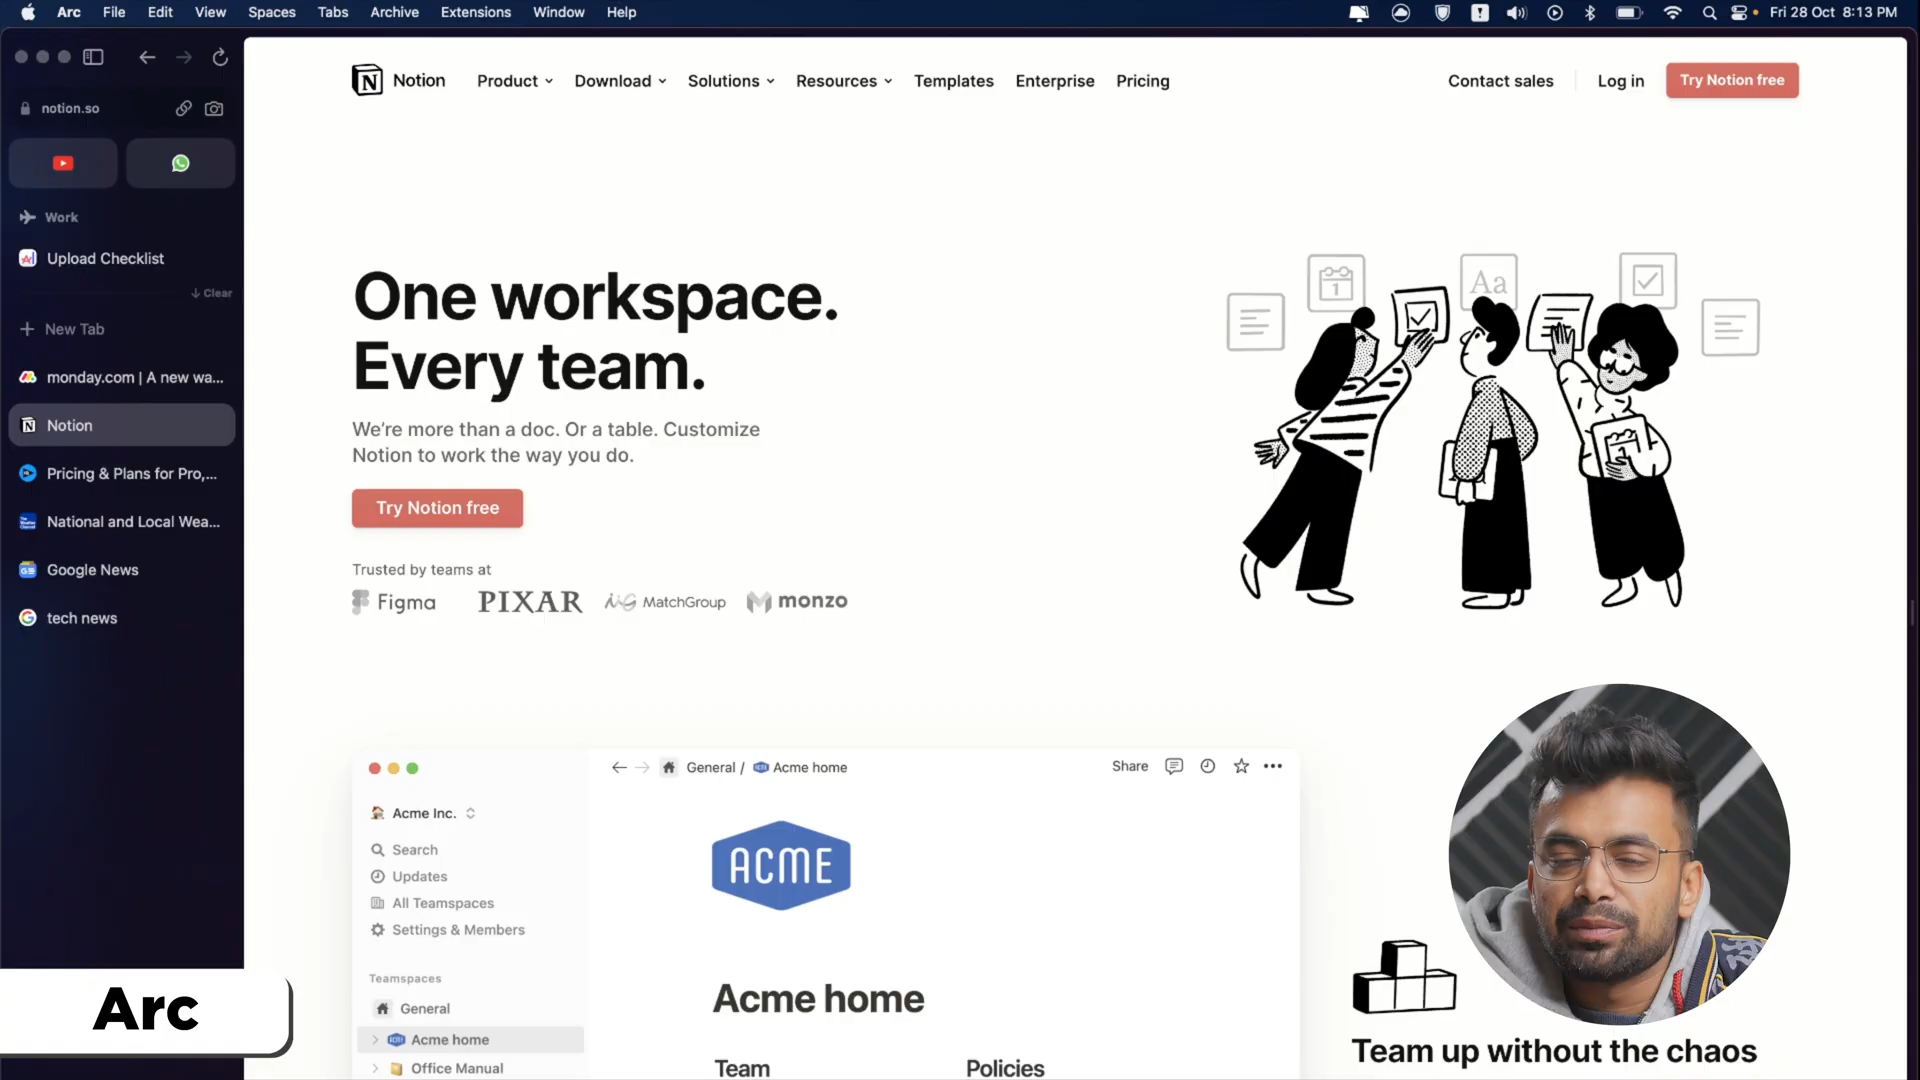 Arc File Edit View Spaces Tabs Archive Extensions Window Help
Fri 28 Oct 8:13 PM
notion.so
Work
Upload Checklist
Clear
New Tab
monday.com | A new wa...
Notion
Pricing & Plans for Pro,...
National and Local Wea...
Google News
tech news
Notion Product Download Solutions Resources Templates Enterprise Pricing Contact sales Log in Try Notion free
One workspace.
Every team.
We're more than a doc. Or a table. Customize
Notion to work the way you do.
Try Notion free
Trusted by teams at
Figma PIXAR MatchGroup monzo
1
Aa
General / Acme home
Share
Acme Inc.
Search
Updates
All Teamspaces
Settings & Members
Teamspaces
General
Acme home
Office Manual
ACME
Acme home
Team Policies
Team up without the chaos
Arc